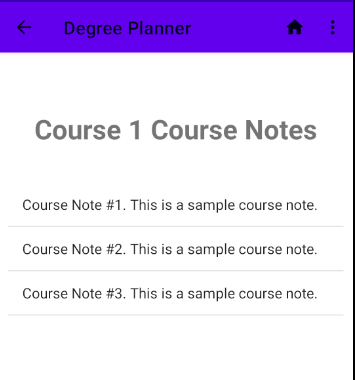 Degree Planner
Course 1 Course Notes
Course Note #1. This is a sample course note.
Course Note #2. This is a sample course note.
Course Note #3. This is a sample course note.